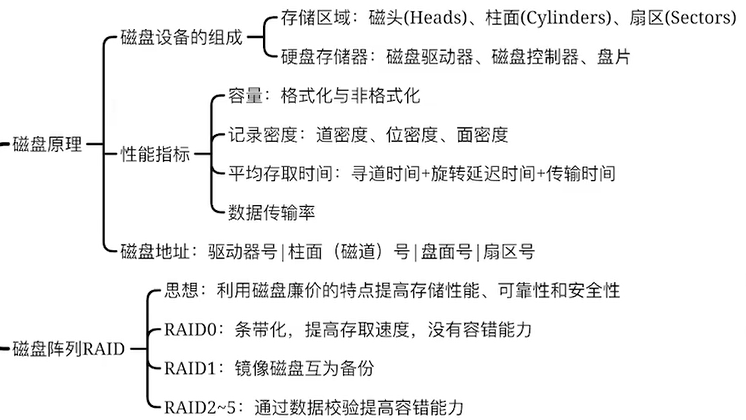 存储区域：磁头(Heads)、柱面(Cylinders)、扇区(Sectors)
磁盘设备的组成
硬盘存储器：磁盘驱动器、磁盘控制器、盘片
容量：格式化与非格式化
记录密度：道密度、位密度、面密度
磁盘原理
性能指标
平均存取时间：寻道时间+旋转延迟时间+传输时间
数据传输率
磁盘地址：驱动器号|柱面（磁道）号|盘面号|扇区号
思想：利用磁盘廉价的特点提高存储性能、可靠性和安全性
RAID0：条带化，提高存取速度，没有容错能力
磁盘阵列RAID
RAID1：镜像磁盘互为备份
RAID2~5：通过数据校验提高容错能力